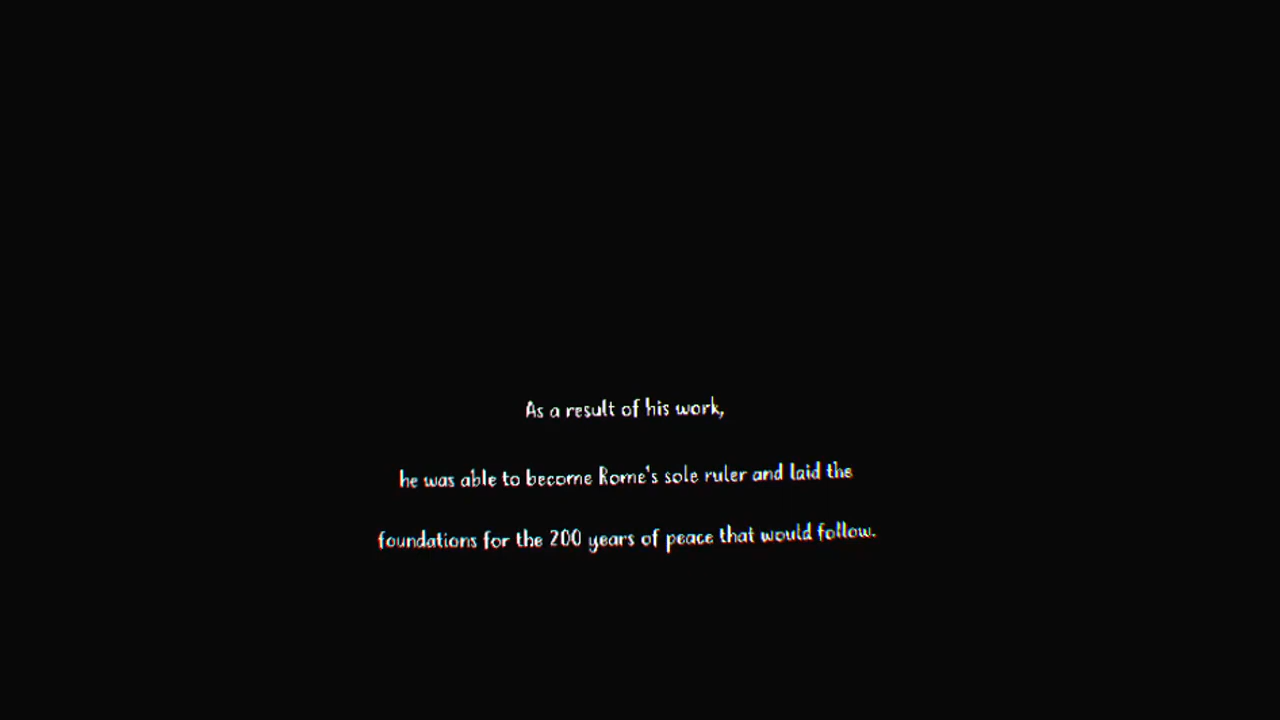 As a result of his work,
he was able to become Rome's sole ruler and laid the
foundations for the 200 years of peace that would follow.